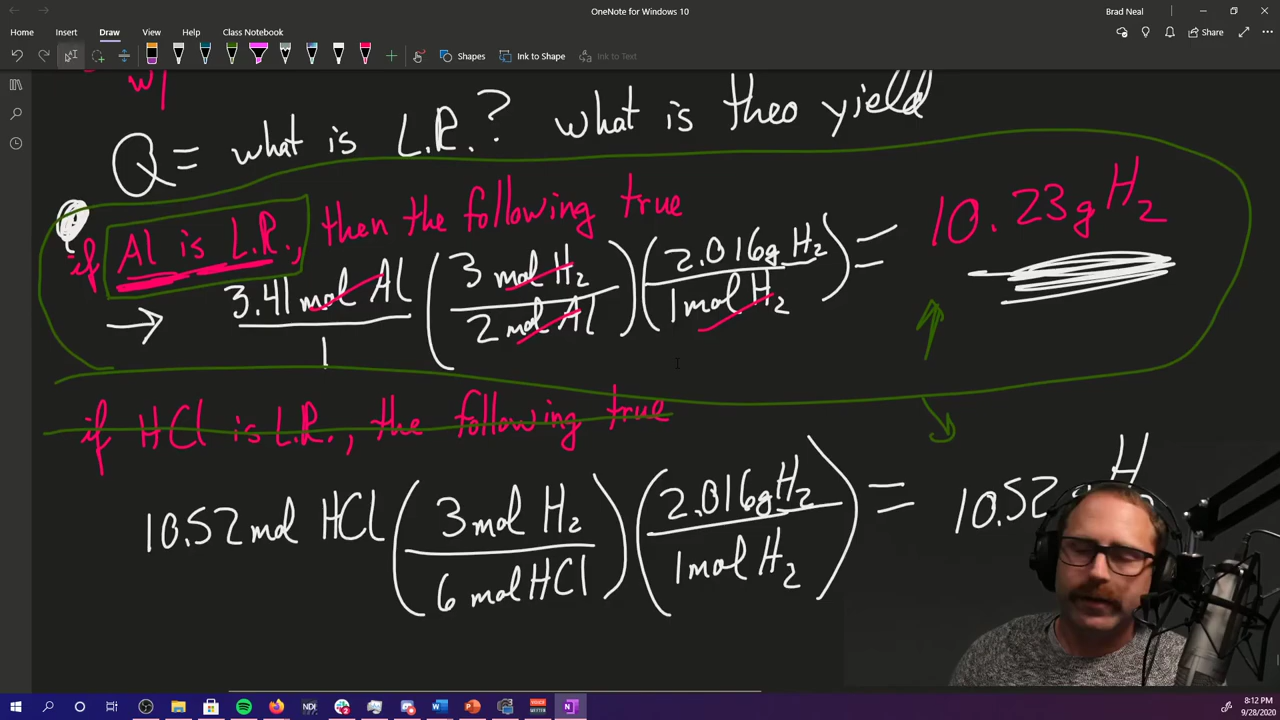 OneNote for Windows 10
Brad Neal
Home Insert Draw View Help Class Notebook
Share
Shapes Ink to Shape Ink to Text
w/
Q = what is L.R.? what is theo yield
if Al is L.R., then the following true
10.23g H2
3.41 mol Al / 1 (3 mol H2 / 2 mol Al) (2.016g H2 / 1 mol H2) =
if HCl is L.R., the following true
10.52 mol HCl (3 mol H2 / 6 mol HCl) (2.016g H2 / 1 mol H2) = 10.52 H
8:12 PM
9/28/2020